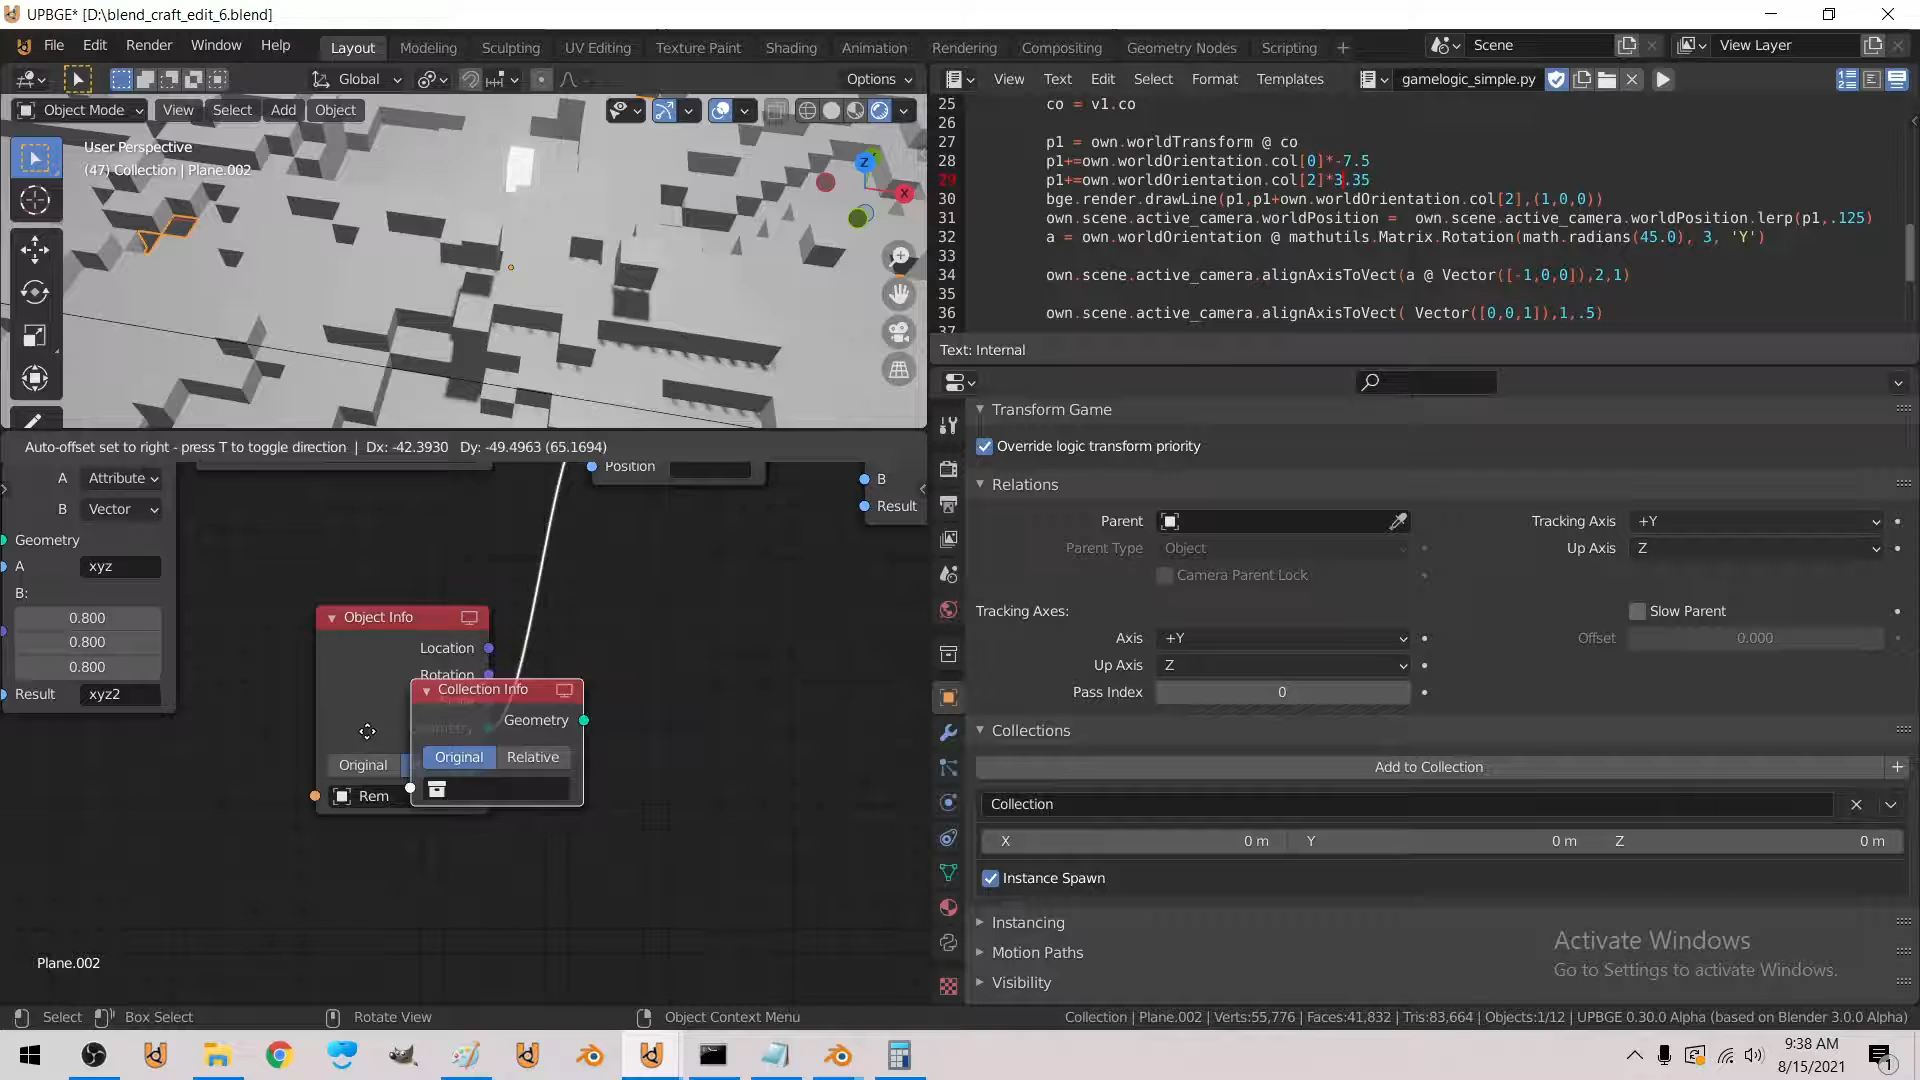 UPBGE* [D:\blend_craft_edit_6.blend]
File Edit Render Window Help Layout Modeling Sculpting UV Editing Texture Paint Shading Animation Rendering Compositing Geometry Nodes Scripting + Scene View Layer
Global Options
View Text Edit Select Format Templates gamelogic_simple.py
Object Mode View Select Add Object
User Perspective
(47) Collection | Plane.002
Z
X
25 co = v1.co
26
27 p1 = own.worldTransform @ co
28 p1+=own.worldOrientation.col[0]*-7.5
29 p1+=own.worldOrientation.col[2]*3.35
30 bge.render.drawLine(p1,p1+own.worldOrientation.col[2],(1,0,0))
31 own.scene.active_camera.worldPosition =  own.scene.active_camera.worldPosition.lerp(p1,.125)
32 a = own.worldOrientation @ mathutils.Matrix.Rotation(math.radians(45.0), 3, 'Y')
33
34 own.scene.active_camera.alignAxisToVect(a @ Vector([-1,0,0]),2,1)
35
36 own.scene.active_camera.alignAxisToVect( Vector([0,0,1]),1,.5)
37
Text: Internal
Auto-offset set to right - press T to toggle direction | Dx: -42.3930 Dy: -49.4963 (65.1694)
A Attribute
B Vector
Geometry
A xyz
B:
0.800
0.800
0.800
Result xyz2
Position
B
Result
Object Info
Location
Rotation
Collection Info
Geometry
Original Relative
Original
Rem
Plane.002
Transform Game
Override logic transform priority
Relations
Parent Tracking Axis +Y
Parent Type Object Up Axis Z
Camera Parent Lock
Tracking Axes: Slow Parent
Axis +Y Offset 0.000
Up Axis Z
Pass Index 0
Collections
Add to Collection +
Collection
X 0 m Y 0 m Z 0 m
Instance Spawn
Instancing
Motion Paths
Visibility
Activate Windows
Go to Settings to activate Windows.
Select Box Select Rotate View Object Context Menu Collection | Plane.002 | Verts:55,776 | Faces:41,832 | Tris:83,664 | Objects:1/12 | UPBGE 0.30.0 Alpha (based on Blender 3.0.0 Alpha)
9:38 AM
8/15/2021
1